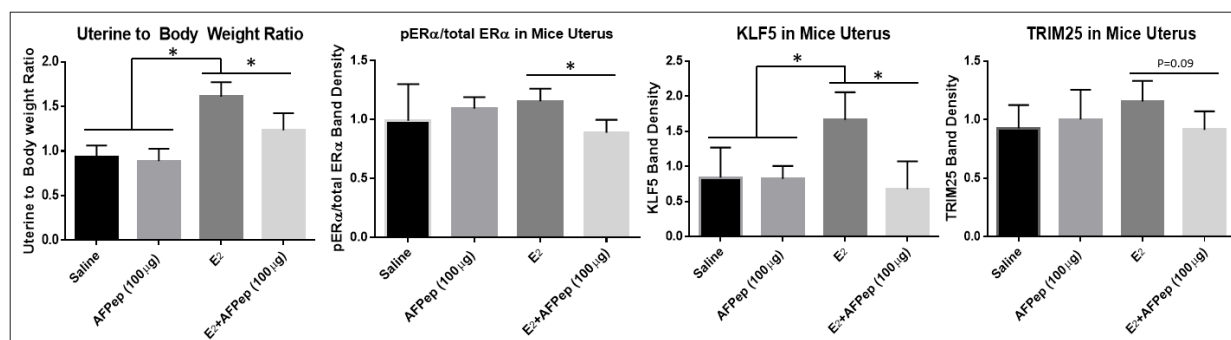 Uterine to Body Weight Ratio
Uterine to Body weight Ratio
2.0
1.5
1.0
0.5
0.0
*
*
Saline
AFPep (100µg)
E2
E2+AFPep (100µg)
pERα/total ERα in Mice Uterus
pERα/total ERα Band Density
1.5
1.0
0.5
0.0
*
Saline
AFPep (100µg)
E2
E2+AFPep (100µg)
KLF5 in Mice Uterus
KLF5 Band Density
2.5
2.0
1.5
1.0
0.5
0.0
*
*
Saline
AFPep (100µg)
E2
E2+AFPep (100µg)
TRIM25 in Mice Uterus
TRIM25 Band Density
1.5
1.0
0.5
0.0
P=0.09
Saline
AFPep (100µg)
E2
E2+AFPep (100µg)